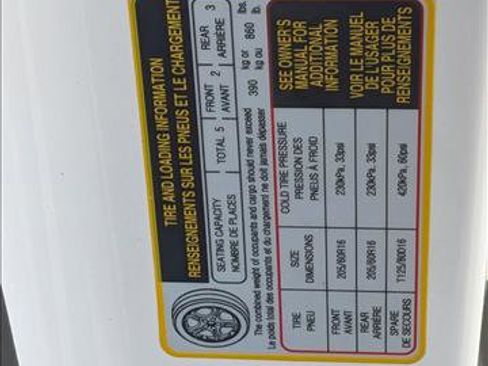 TIRE AND LOADING INFORMATION
RENSEIGNEMENTS SUR LES PNEUS ET LE CHARGEMENT
SEATING CAPACITY
NOMBRE DE PLACES
TOTAL 5
FRONT 2
AVANT
REAR 3
ARRIÈRE
The combined weight of occupants and cargo should never exceed 390 kg or 860 lbs.
Le poids total des occupants et du chargement ne doit jamais dépasser kg ou lb.
TIRE SIZE COLD TIRE PRESSURE
PNEU DIMENSIONS PRESSION DES
PNEUS À FROID
FRONT
AVANT
205/60R16 230kPa, 33psi
REAR
ARRIÈRE
205/60R16 230kPa, 33psi
SPARE
DE SECOURS
T125/80D16 420kPa, 60psi
SEE OWNER'S
MANUAL FOR
ADDITIONAL
INFORMATION
VOIR LE MANUEL
DE L'USAGER
POUR PLUS DE
RENSEIGNEMENTS